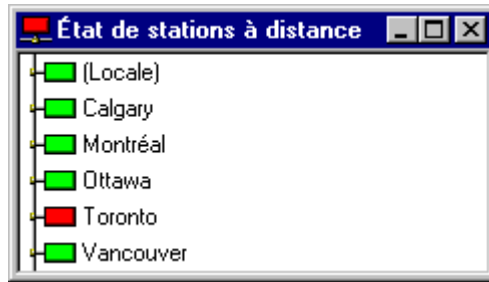 État de stations à distance
(Locale)
Calgary
Montréal
Ottawa
Toronto
Vancouver